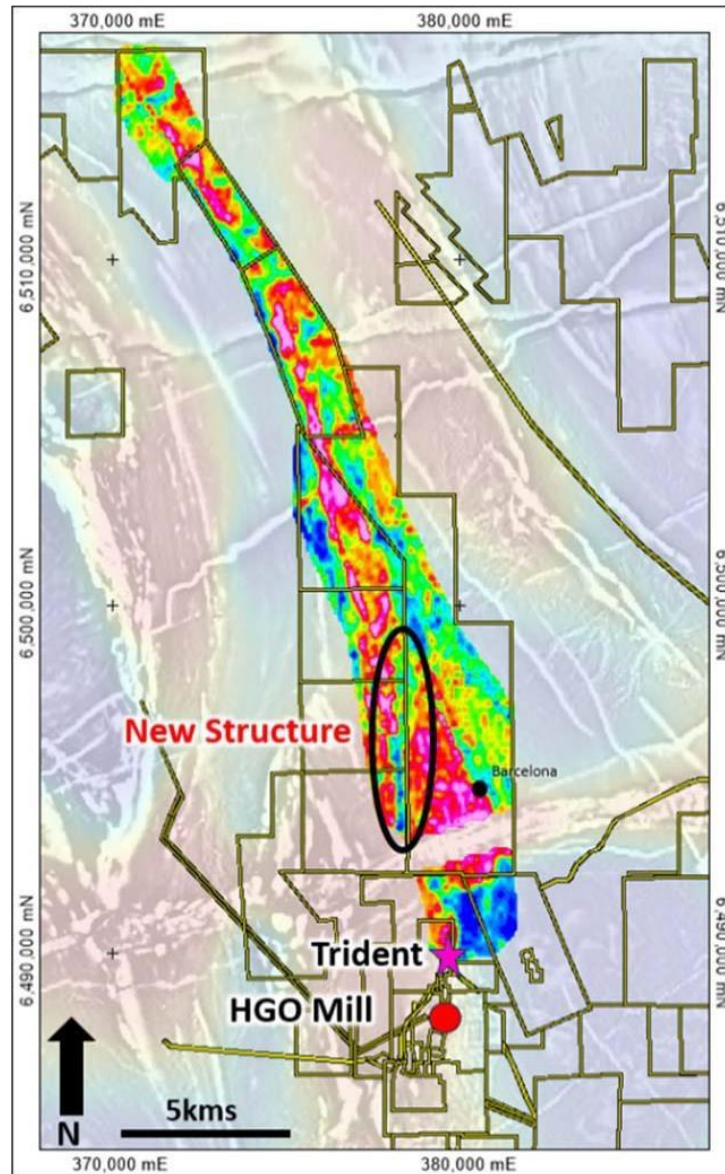 370,000 mE
380,000 mE
6,510,000 mN
6,510,000 mN
6,500,000 mN
6,500,000 mN
New Structure
Barcelona
6,490,000 mN
6,490,000 mN
Trident
HGO Mill
5kms
N
370,000 mE
380,000 mE